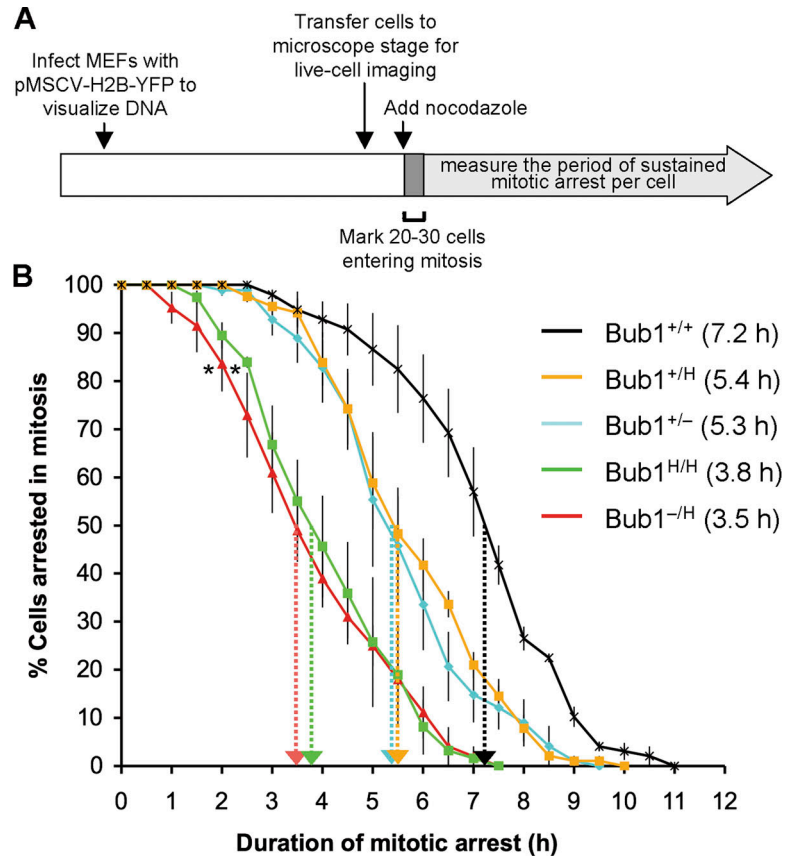 A
Infect MEFs with
pMSCV-H2B-YFP to
visualize DNA
Transfer cells to
microscope stage for
live-cell imaging
Add nocodazole
measure the period of sustained
mitotic arrest per cell
Mark 20-30 cells
entering mitosis
B
% Cells arrested in mitosis
100
90
80
70
60
50
40
30
20
10
0
* *
Bub1+/+ (7.2 h)
Bub1+/H (5.4 h)
Bub1+/– (5.3 h)
Bub1H/H (3.8 h)
Bub1–/H (3.5 h)
0 1 2 3 4 5 6 7 8 9 10 11 12
Duration of mitotic arrest (h)